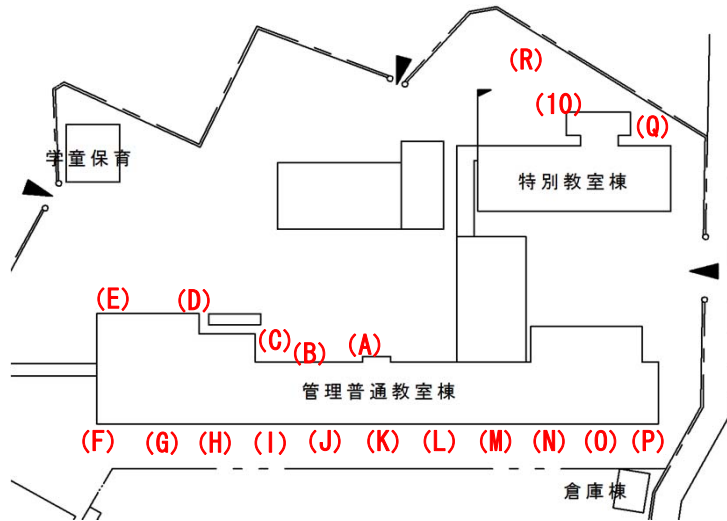 (R)
(10)
(Q)
学童保育
特別教室棟
(E)
(D)
(C)
(B)
(A)
管理普通教室棟
(F)
(G)
(H)
(I)
(J)
(K)
(L)
(M)
(N)
(O)
(P)
倉庫棟